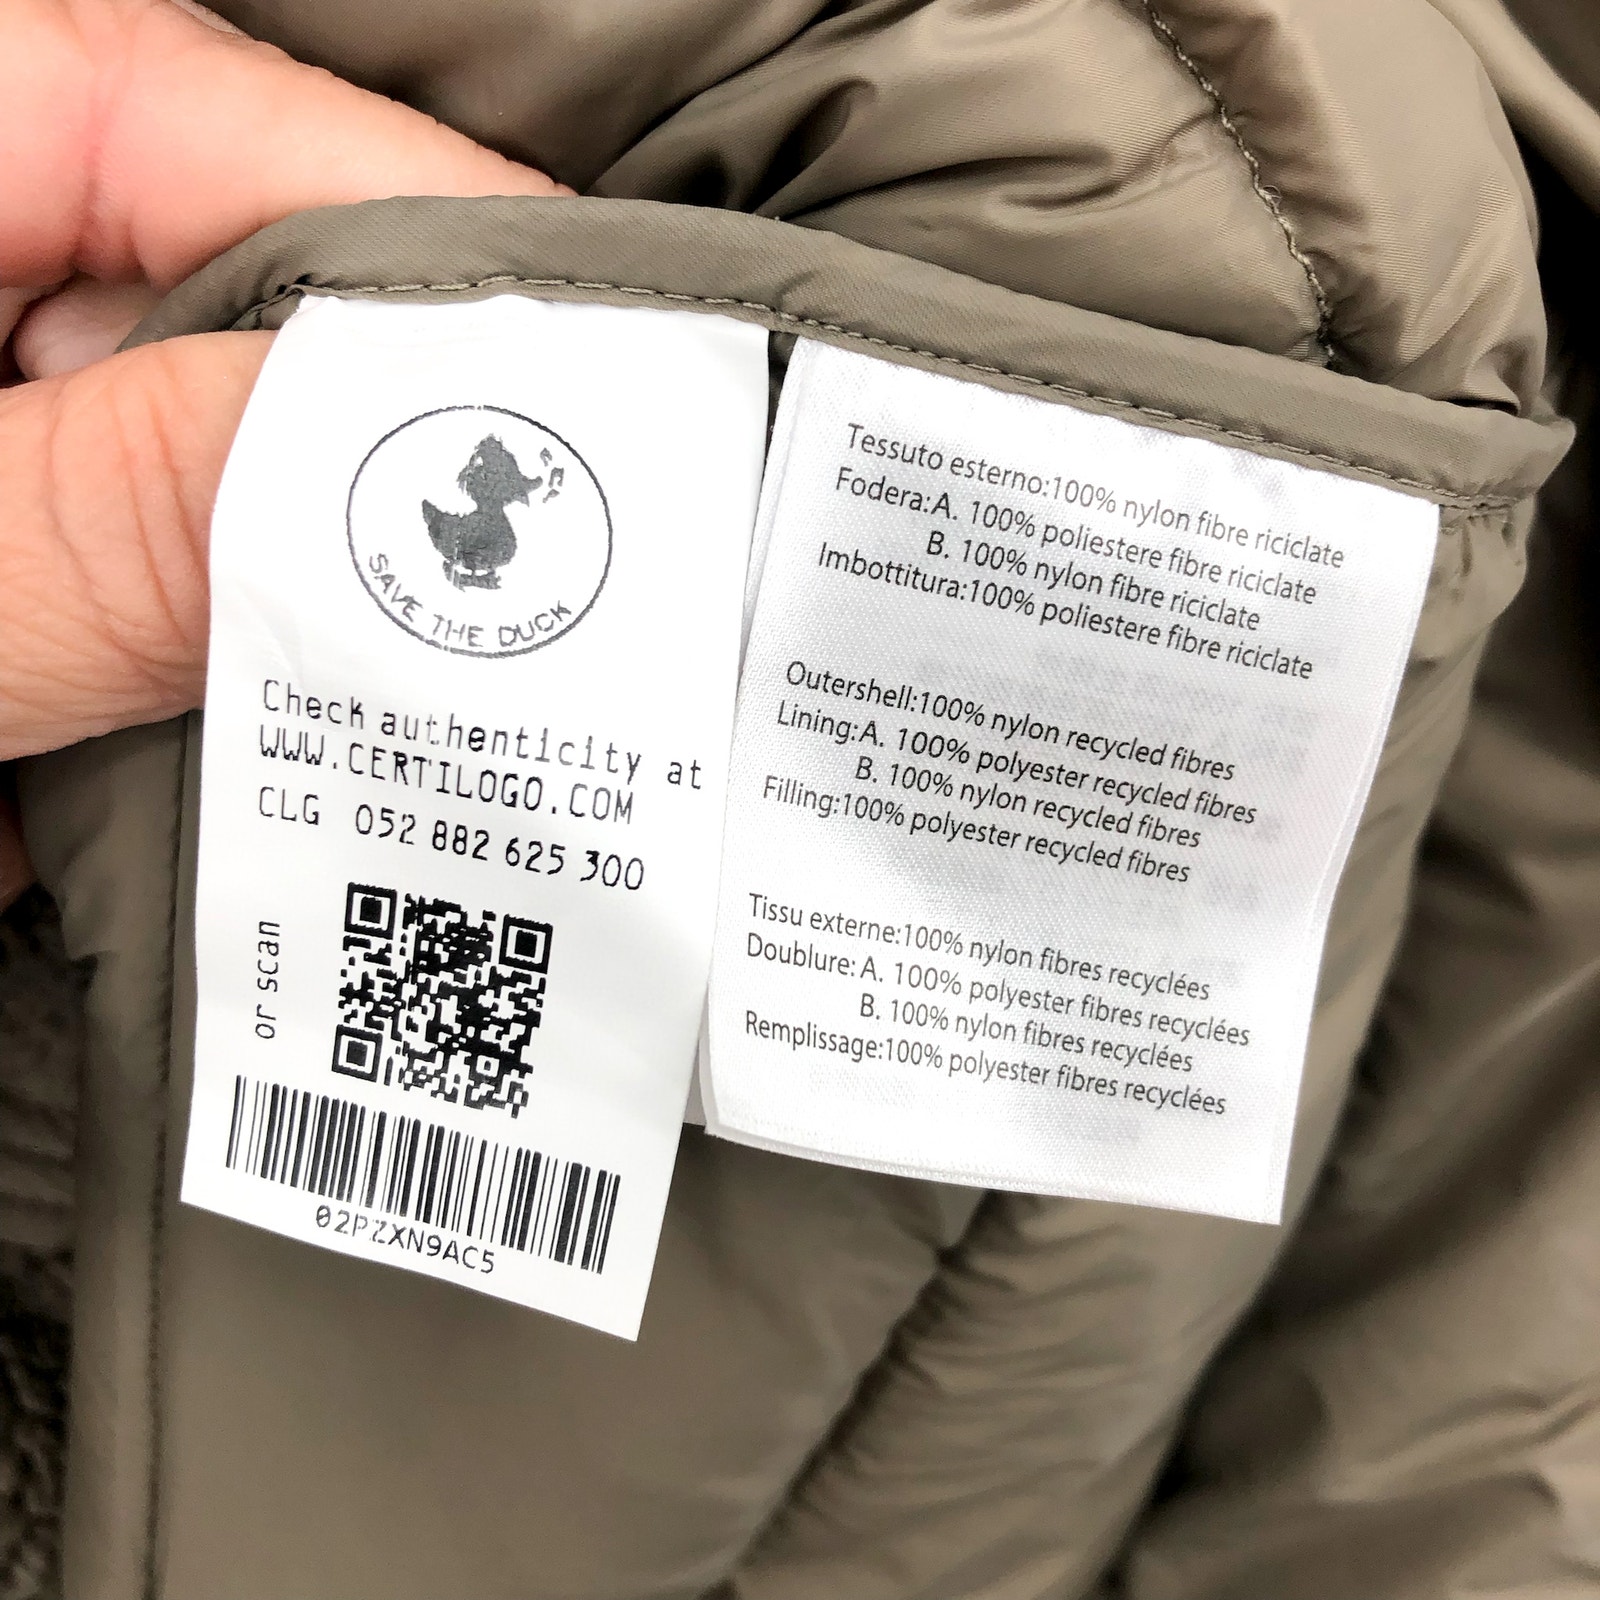 SAVE THE DUCK
Check authenticity at
WWW.CERTILOGO.COM
CLG 052 882 625 300
or scan
02PZXN9AC5
Tessuto esterno:100% nylon fibre riciclate
Fodera:A. 100% poliestere fibre riciclate
B. 100% nylon fibre riciclate
Imbottitura:100% poliestere fibre riciclate
Outershell:100% nylon recycled fibres
Lining:A. 100% polyester recycled fibres
B. 100% nylon recycled fibres
Filling:100% polyester recycled fibres
Tissu externe:100% nylon fibres recyclées
Doublure: A. 100% polyester fibres recyclées
B. 100% nylon fibres recyclées
Remplissage:100% polyester fibres recyclées